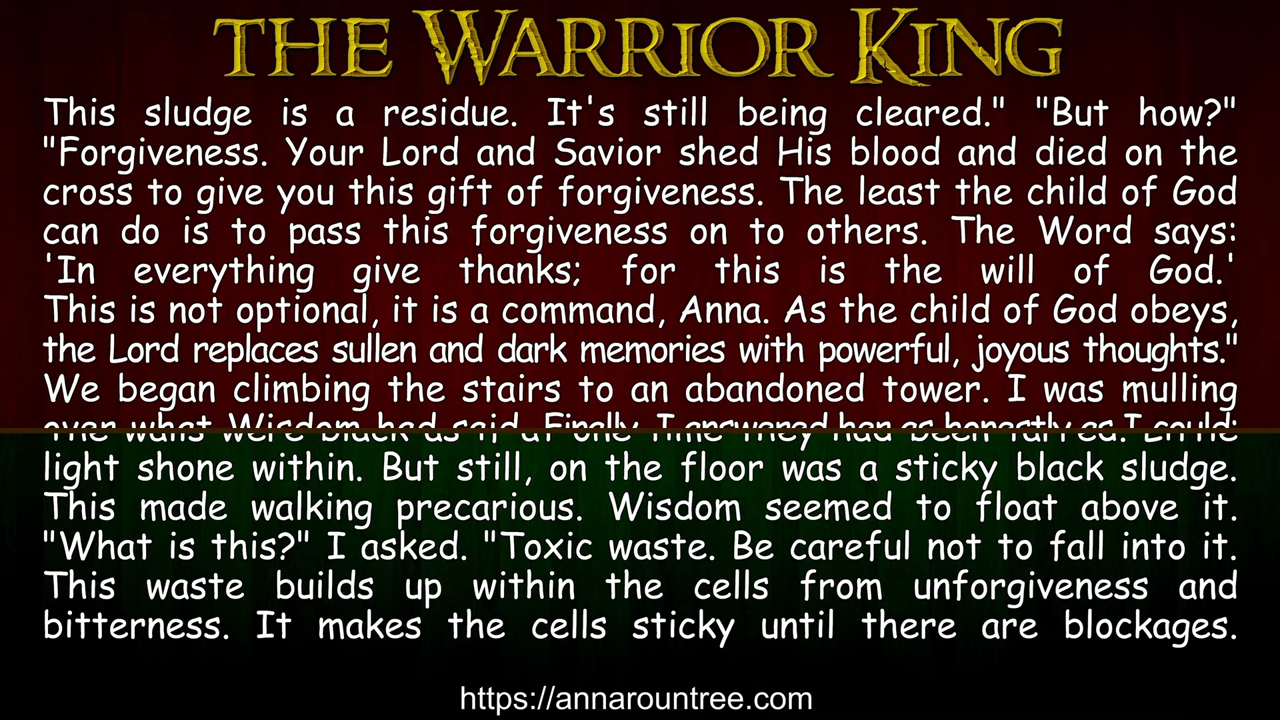 THE WARRIOR KING
This sludge is a residue. It's still being cleared." "But how?"
"Forgiveness. Your Lord and Savior shed His blood and died on the
cross to give you this gift of forgiveness. The least the child of God
can do is to pass this forgiveness on to others. The Word says:
'In everything give thanks; for this is the will of God.'
This is not optional, it is a command, Anna. As the child of God obeys,
the Lord replaces sullen and dark memories with powerful, joyous thoughts."
We began climbing the stairs to an abandoned tower. I was mulling
light shone within. But still, on the floor was a sticky black sludge.
This made walking precarious. Wisdom seemed to float above it.
"What is this?" I asked. "Toxic waste. Be careful not to fall into it.
This waste builds up within the cells from unforgiveness and
bitterness. It makes the cells sticky until there are blockages.
https://annarountree.com